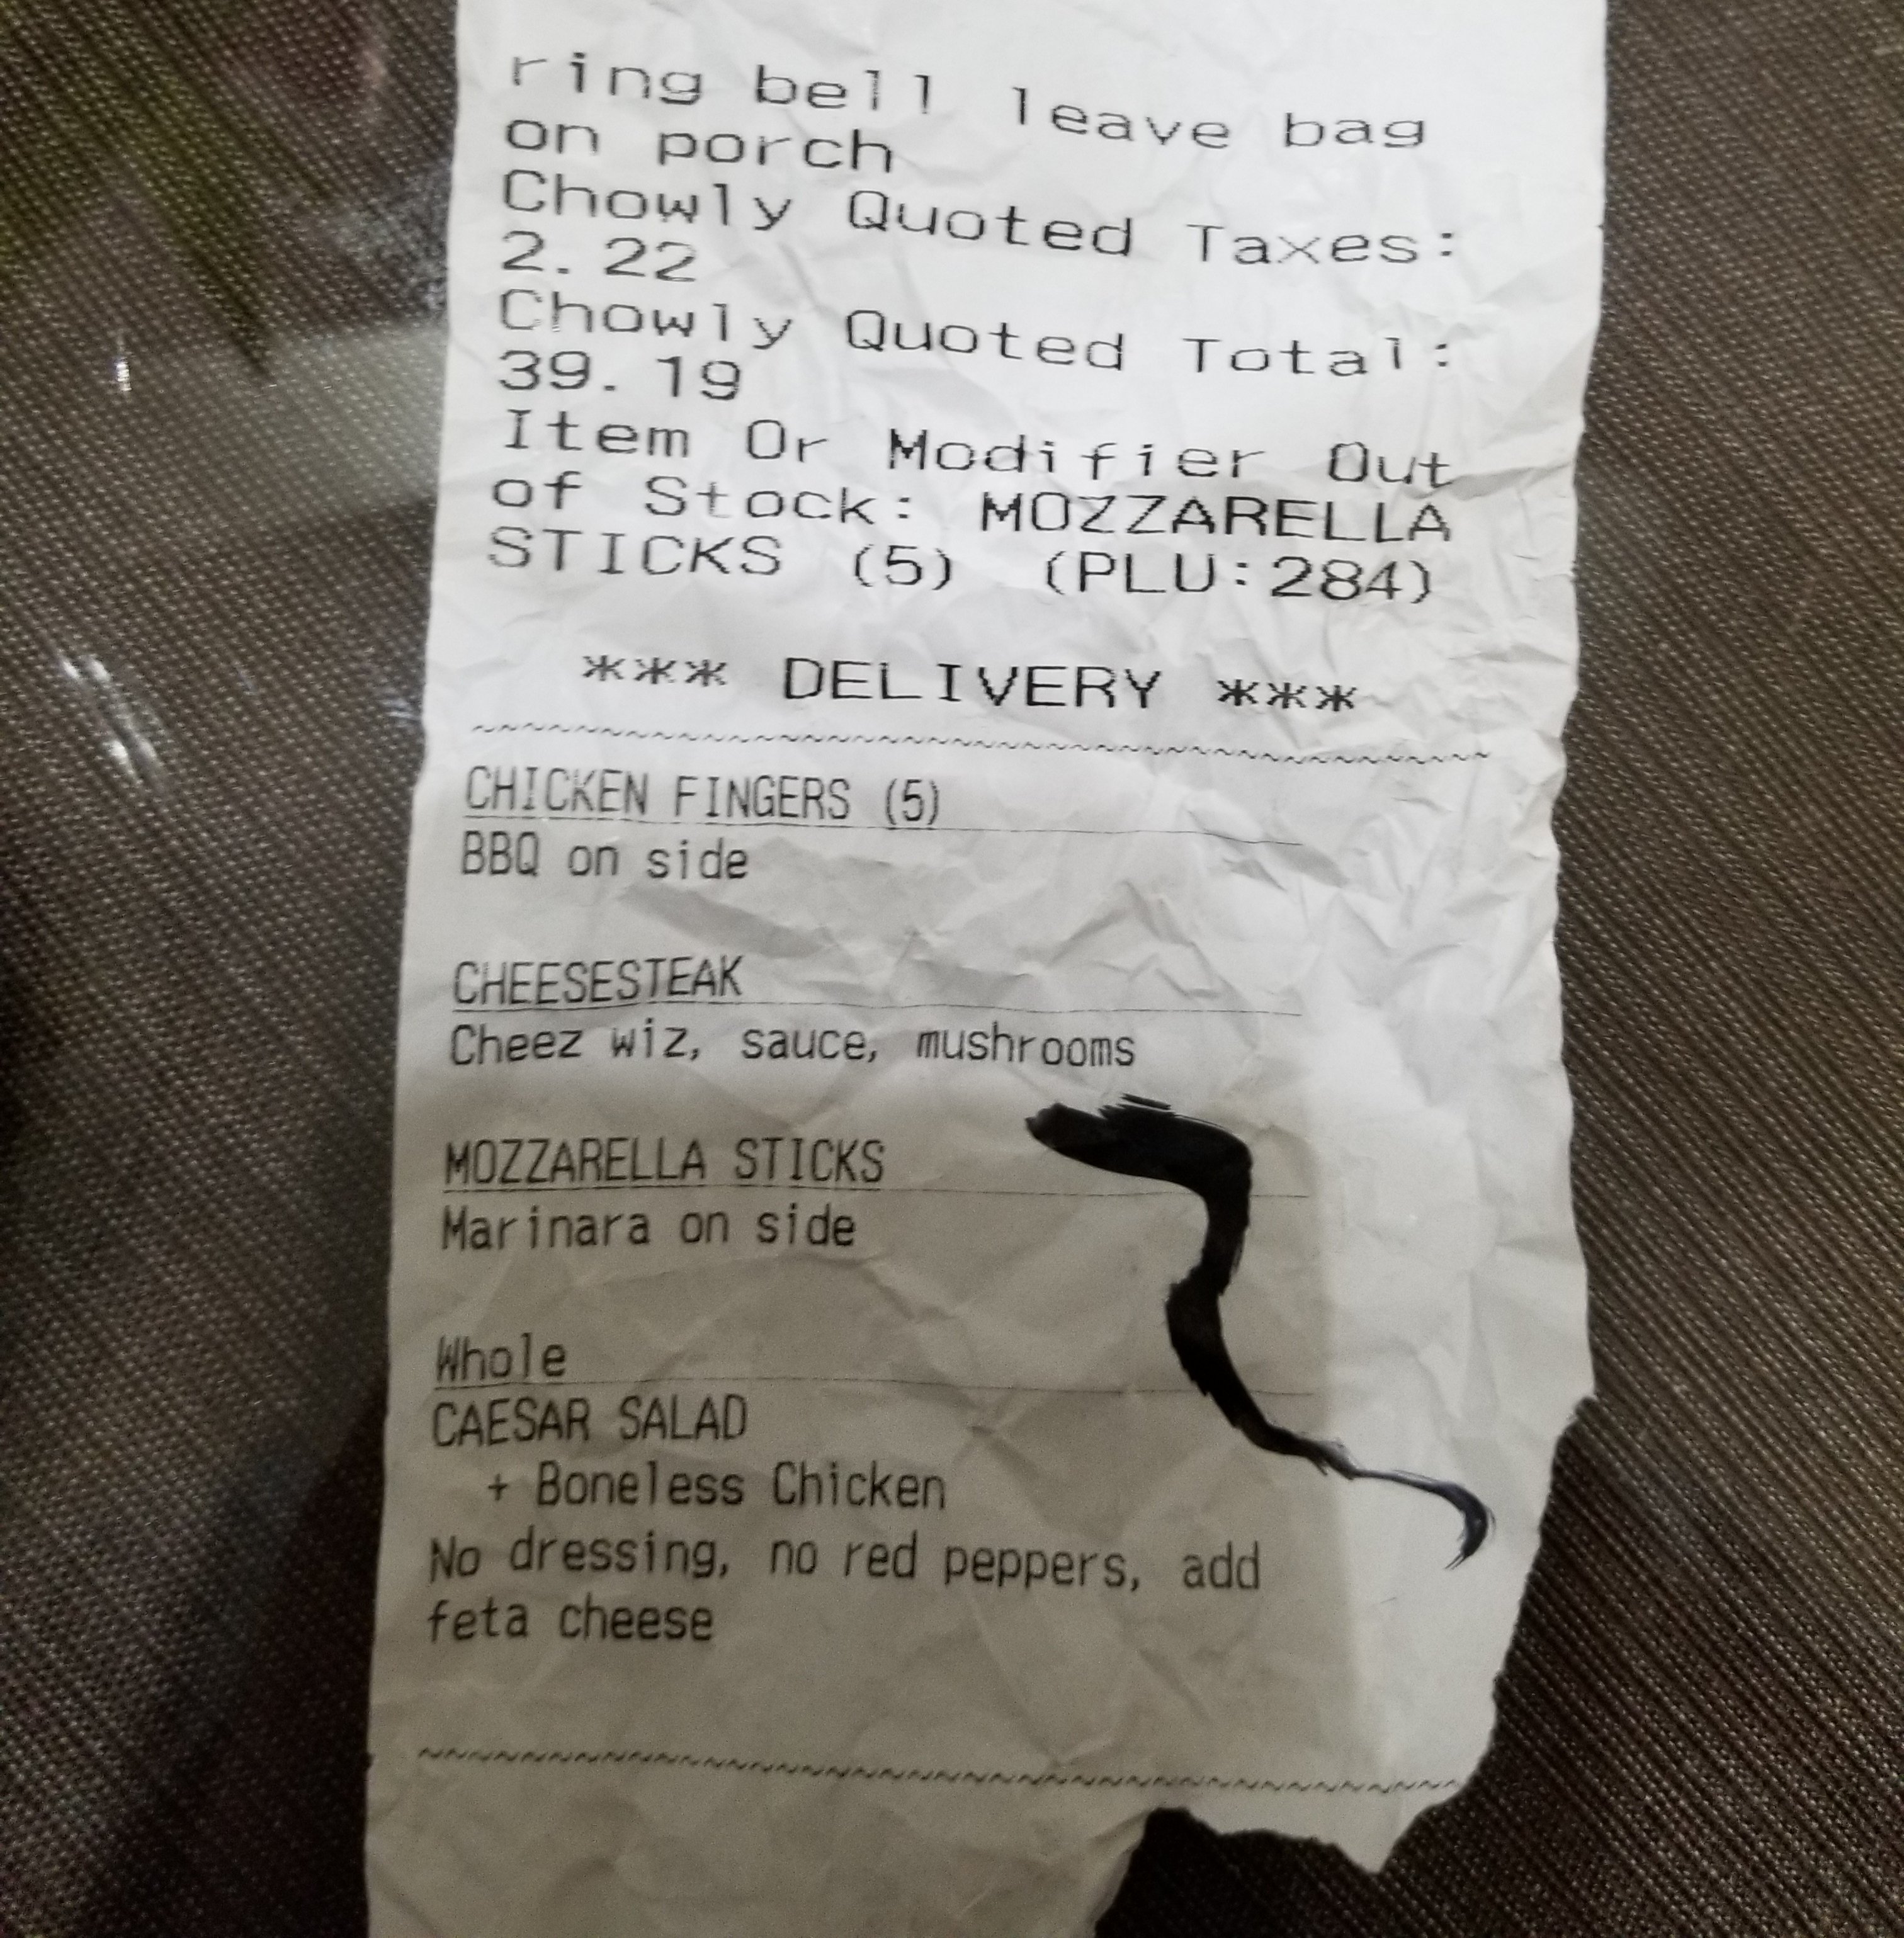 ring bell leave bag
on porch
Chowly Quoted Taxes:
2.22
Chowly Quoted Total:
39.19
Item Or Modifier Out
of Stock: MOZZARELLA
STICKS (5) (PLU:284)
*** DELIVERY ***
CHICKEN FINGERS (5)
BBQ on side
CHEESESTEAK
Cheez wiz, sauce, mushrooms
MOZZARELLA STICKS
Marinara on side
Whole
CAESAR SALAD
+ Boneless Chicken
No dressing, no red peppers, add
feta cheese